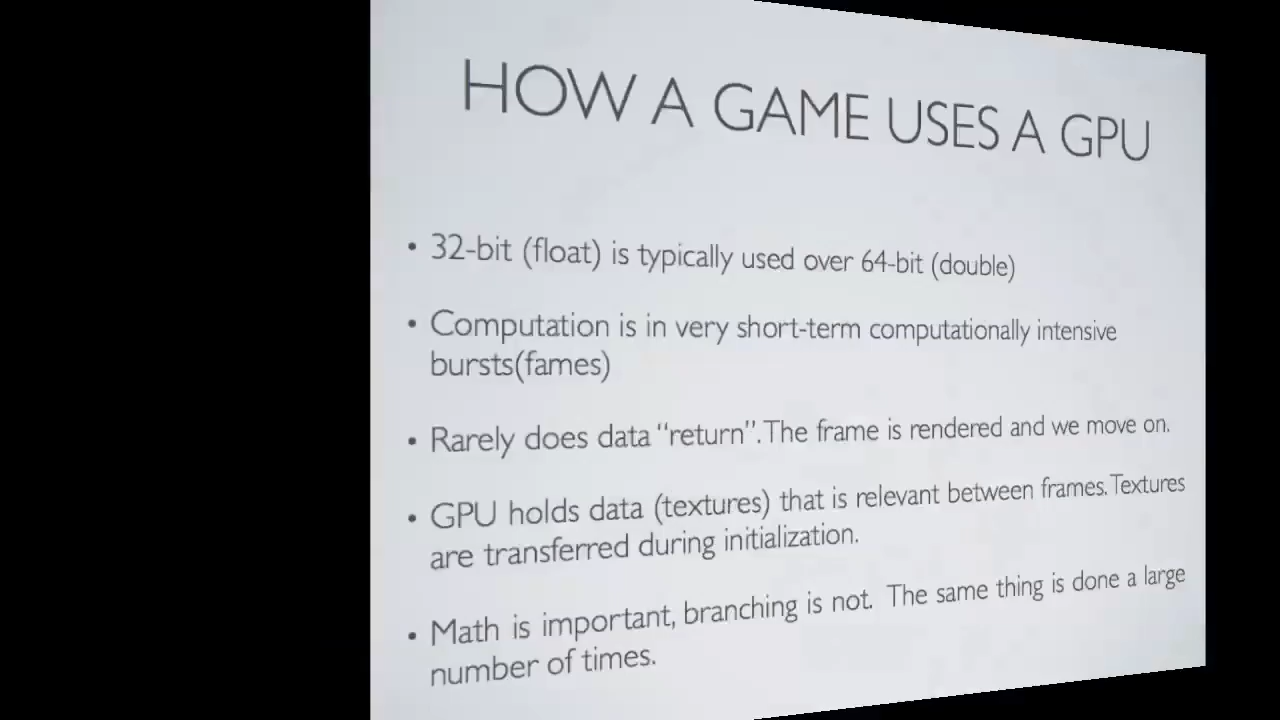 HOW A GAME USES A GPU
• 32-bit (float) is typically used over 64-bit (double)
• Computation is in very short-term computationally intensive
bursts(fames)
• Rarely does data “return”. The frame is rendered and we move on.
• GPU holds data (textures) that is relevant between frames. Textures
are transferred during initialization.
• Math is important, branching is not. The same thing is done a large
number of times.